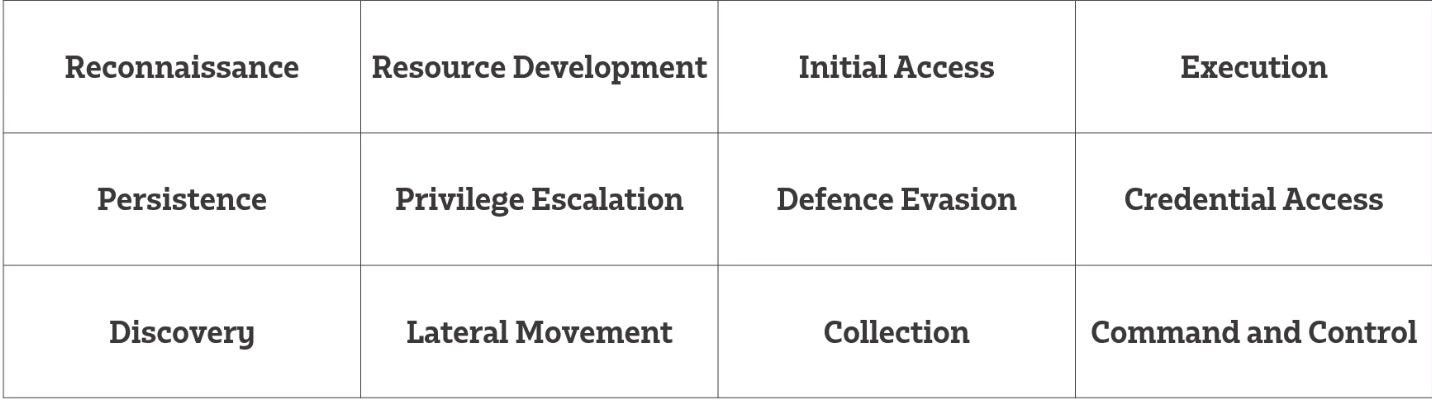 Reconnaissance Resource Development Initial Access Execution
Persistence Privilege Escalation Defence Evasion Credential Access
Discovery Lateral Movement Collection Command and Control